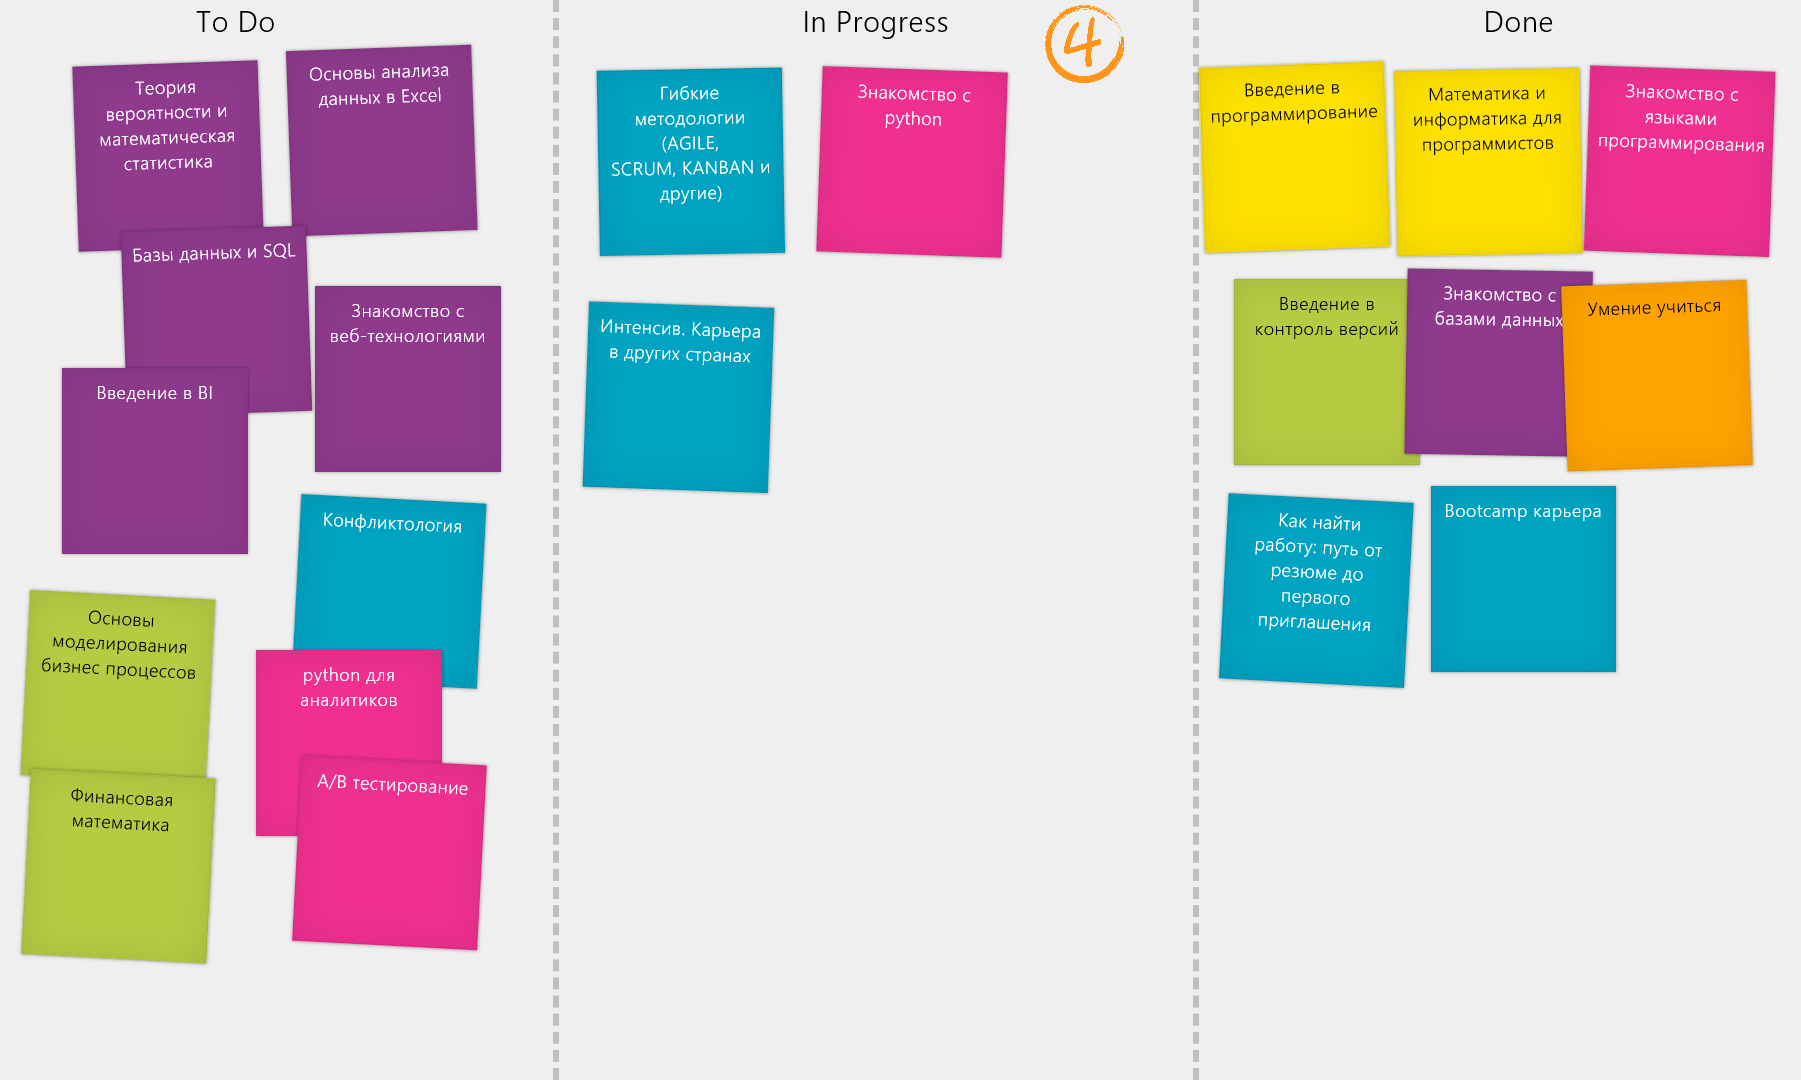 To Do
Теория
вероятности и
математическая
статистика
Основы анализа
данных в Excel
Базы данных и SQL
Знакомство с
веб-технологиями
Введение в BI
Конфликтология
Основы
моделирования
бизнес процессов
python для
аналитиков
Финансовая
математика
A/B тестирование
In Progress
4
Гибкие
методологии
(AGILE,
SCRUM, KANBAN и
другие)
Знакомство с
python
Интенсив. Карьера
в других странах
Done
Введение в
программирование
Математика и
информатика для
программистов
Знакомство с
языками
программирования
Введение в
контроль версий
Знакомство с
базами данных
Умение учиться
Как найти
работу: путь от
резюме до
первого
приглашения
Bootcamp карьера